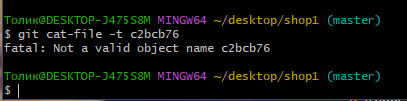 Толик@DESKTOP-J475S8M MINGW64 ~/desktop/shop1 (master)
$ git cat-file -t c2bcb76
fatal: Not a valid object name c2bcb76
Толик@DESKTOP-J475S8M MINGW64 ~/desktop/shop1 (master)
$